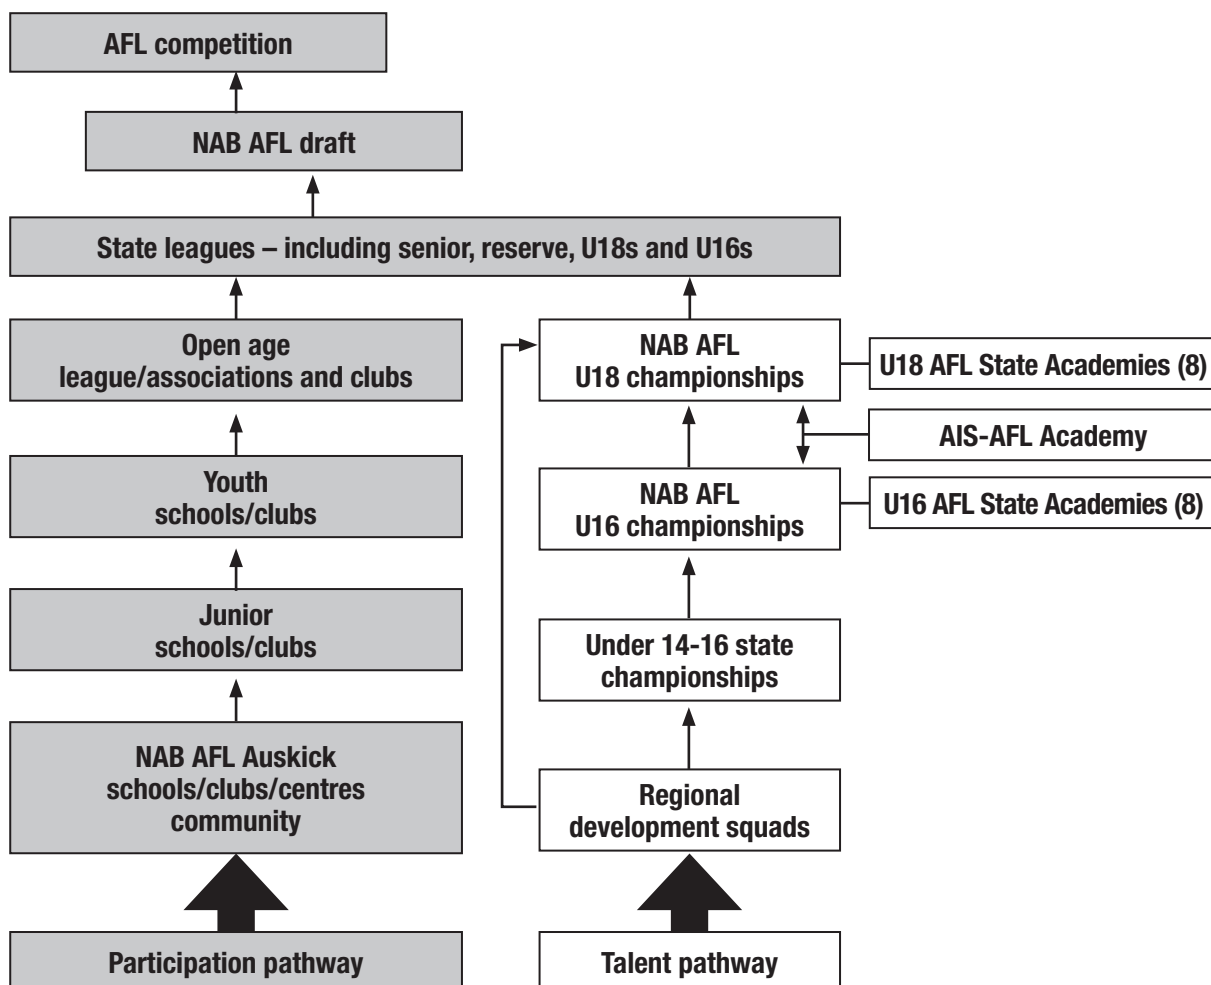 AFL competition
NAB AFL draft
State leagues – including senior, reserve, U18s and U16s
Open age
league/associations and clubs
NAB AFL
U18 championships
U18 AFL State Academies (8)
AIS-AFL Academy
Youth
schools/clubs
NAB AFL
U16 championships
U16 AFL State Academies (8)
Junior
schools/clubs
Under 14-16 state
championships
NAB AFL Auskick
schools/clubs/centres
community
Regional
development squads
Participation pathway
Talent pathway